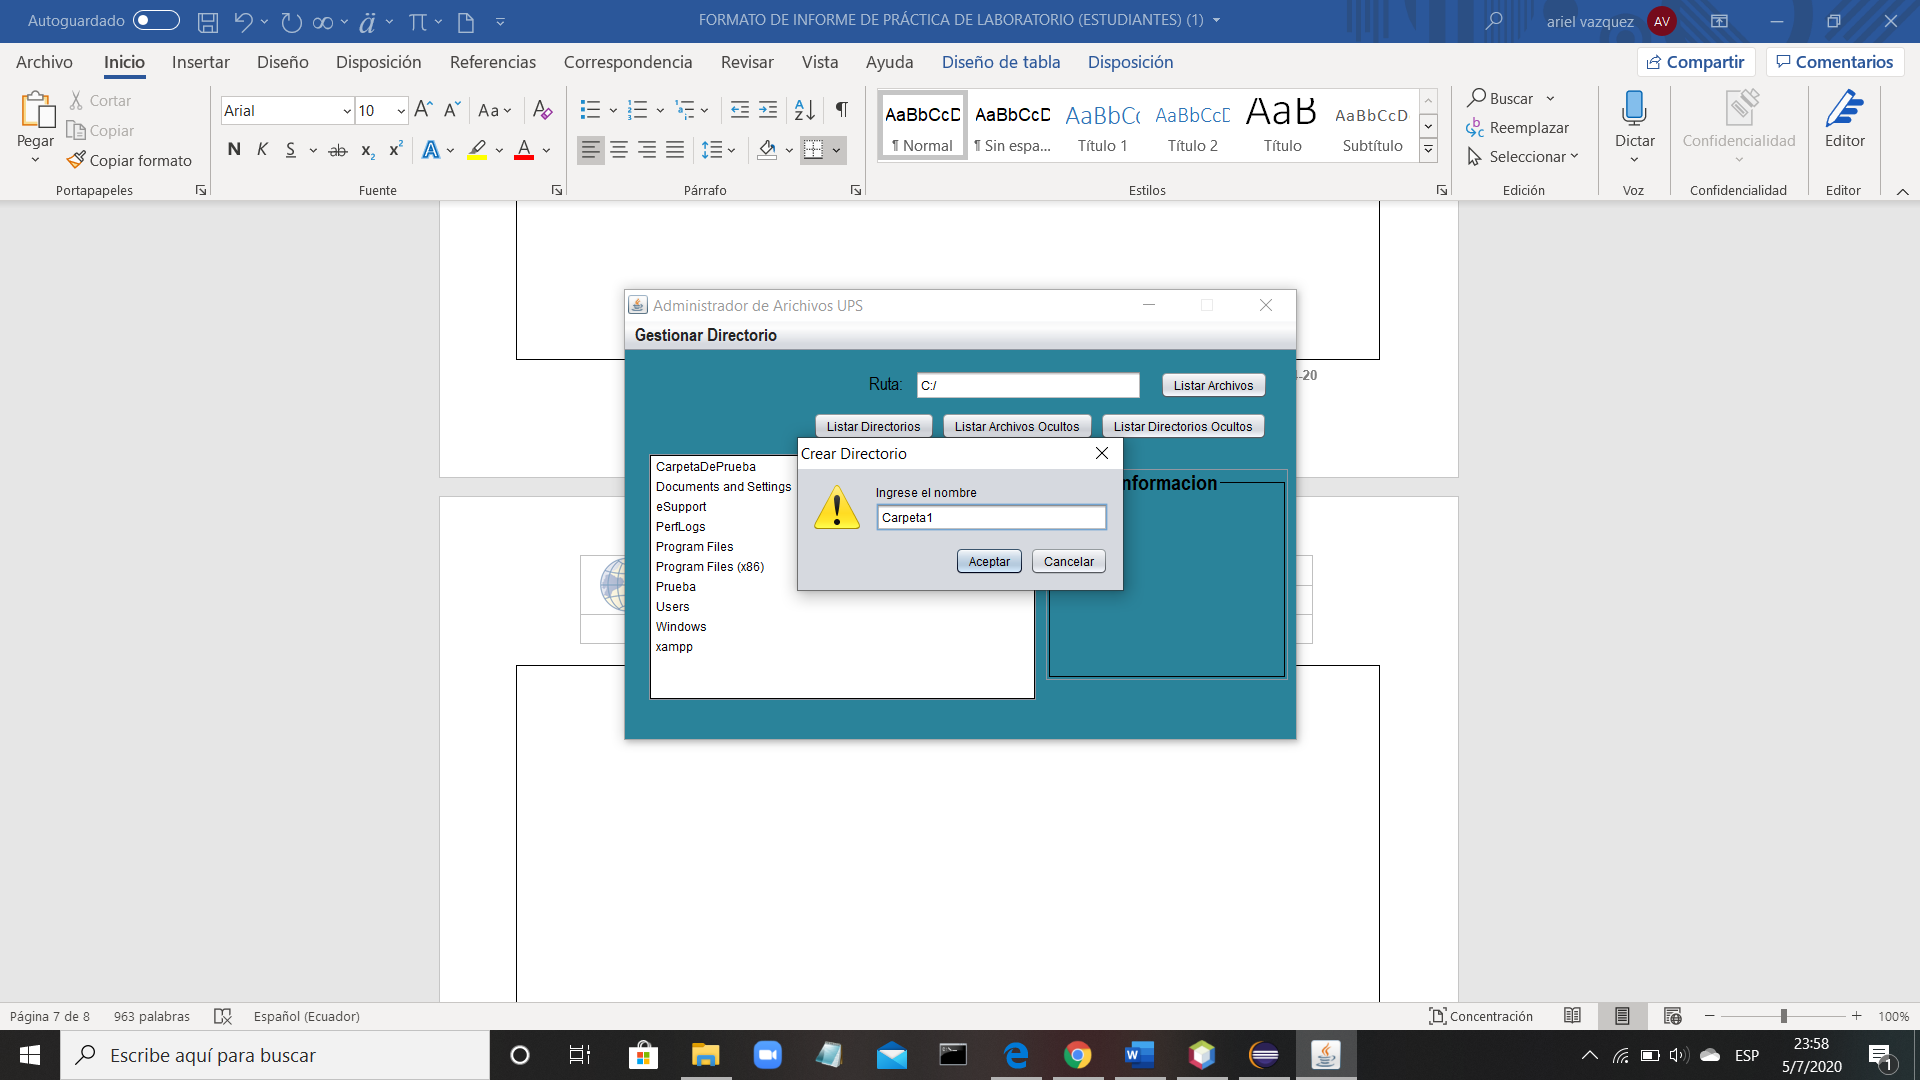 Autoguardado
FORMATO DE INFORME DE PRÁCTICA DE LABORATORIO (ESTUDIANTES) (1)
ariel vazquez AV
Archivo Inicio Insertar Diseño Disposición Referencias Correspondencia Revisar Vista Ayuda Diseño de tabla Disposición Compartir Comentarios
Pegar
Cortar
Copiar
Copiar formato
Portapapeles
Arial 10
N K S ab x₂ x²
Fuente
Párrafo
AaBbCcD AaBbCcD AaBbCc AaBbCcD AaB AaBbCcD
¶ Normal ¶ Sin espa... Título 1 Título 2 Título Subtítulo
Estilos
Buscar
Reemplazar
Seleccionar
Edición
Dictar
Voz
Confidencialidad
Confidencialidad
Editor
Editor
Administrador de Arichivos UPS
Gestionar Directorio
Ruta: C:/ Listar Archivos
-20
Listar Directorios Listar Archivos Ocultos Listar Directorios Ocultos
CarpetaDePrueba
Documents and Settings
eSupport
PerfLogs
Program Files
Program Files (x86)
Prueba
Users
Windows
xampp
Crear Directorio
Ingrese el nombre
Carpeta1
Aceptar Cancelar
nformacion
Página 7 de 8 963 palabras Español (Ecuador) Concentración 100%
Escribe aquí para buscar
ESP
23:58
5/7/2020
1